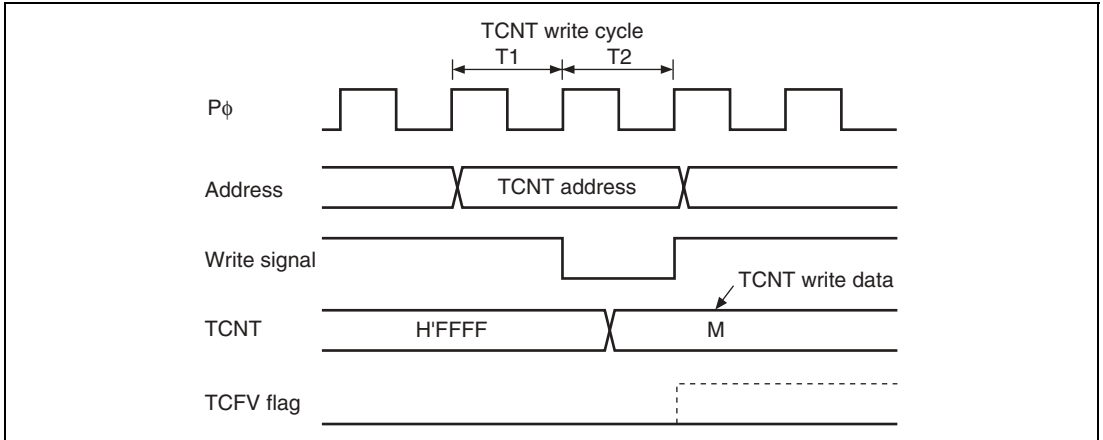 TCNT write cycle
T1 T2
Pϕ
Address TCNT address
Write signal
TCNT write data
TCNT H'FFFF M
TCFV flag